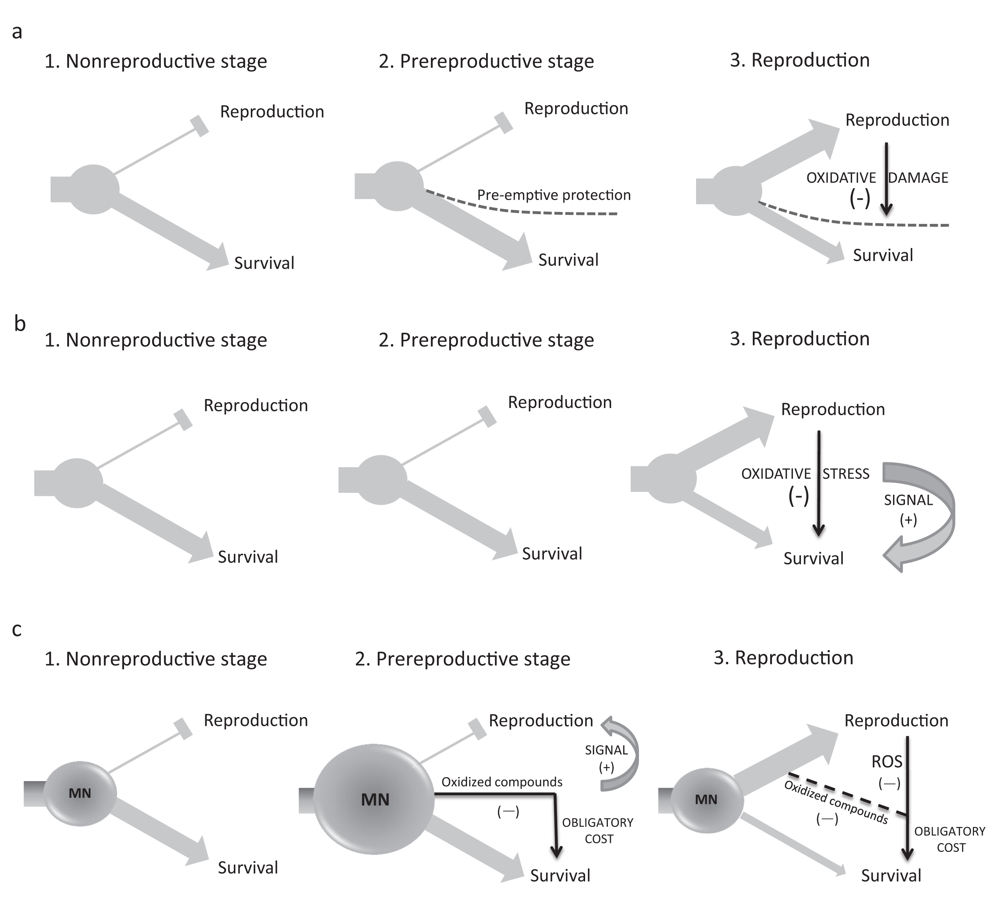 a
1. Nonreproductive stage
2. Prereproductive stage
3. Reproduction
Reproduction
Survival
Reproduction
Pre-emptive protection
Survival
Reproduction
OXIDATIVE DAMAGE
(-)
Survival
b
1. Nonreproductive stage
2. Prereproductive stage
3. Reproduction
Reproduction
Survival
Reproduction
Survival
Reproduction
OXIDATIVE STRESS
(-)
SIGNAL
(+)
Survival
c
1. Nonreproductive stage
2. Prereproductive stage
3. Reproduction
Reproduction
MN
Survival
Reproduction
SIGNAL
(+)
MN
Oxidized compounds
(—)
OBLIGATORY
COST
Survival
Reproduction
ROS
(—)
MN
Oxidized compounds
(—)
OBLIGATORY
COST
Survival